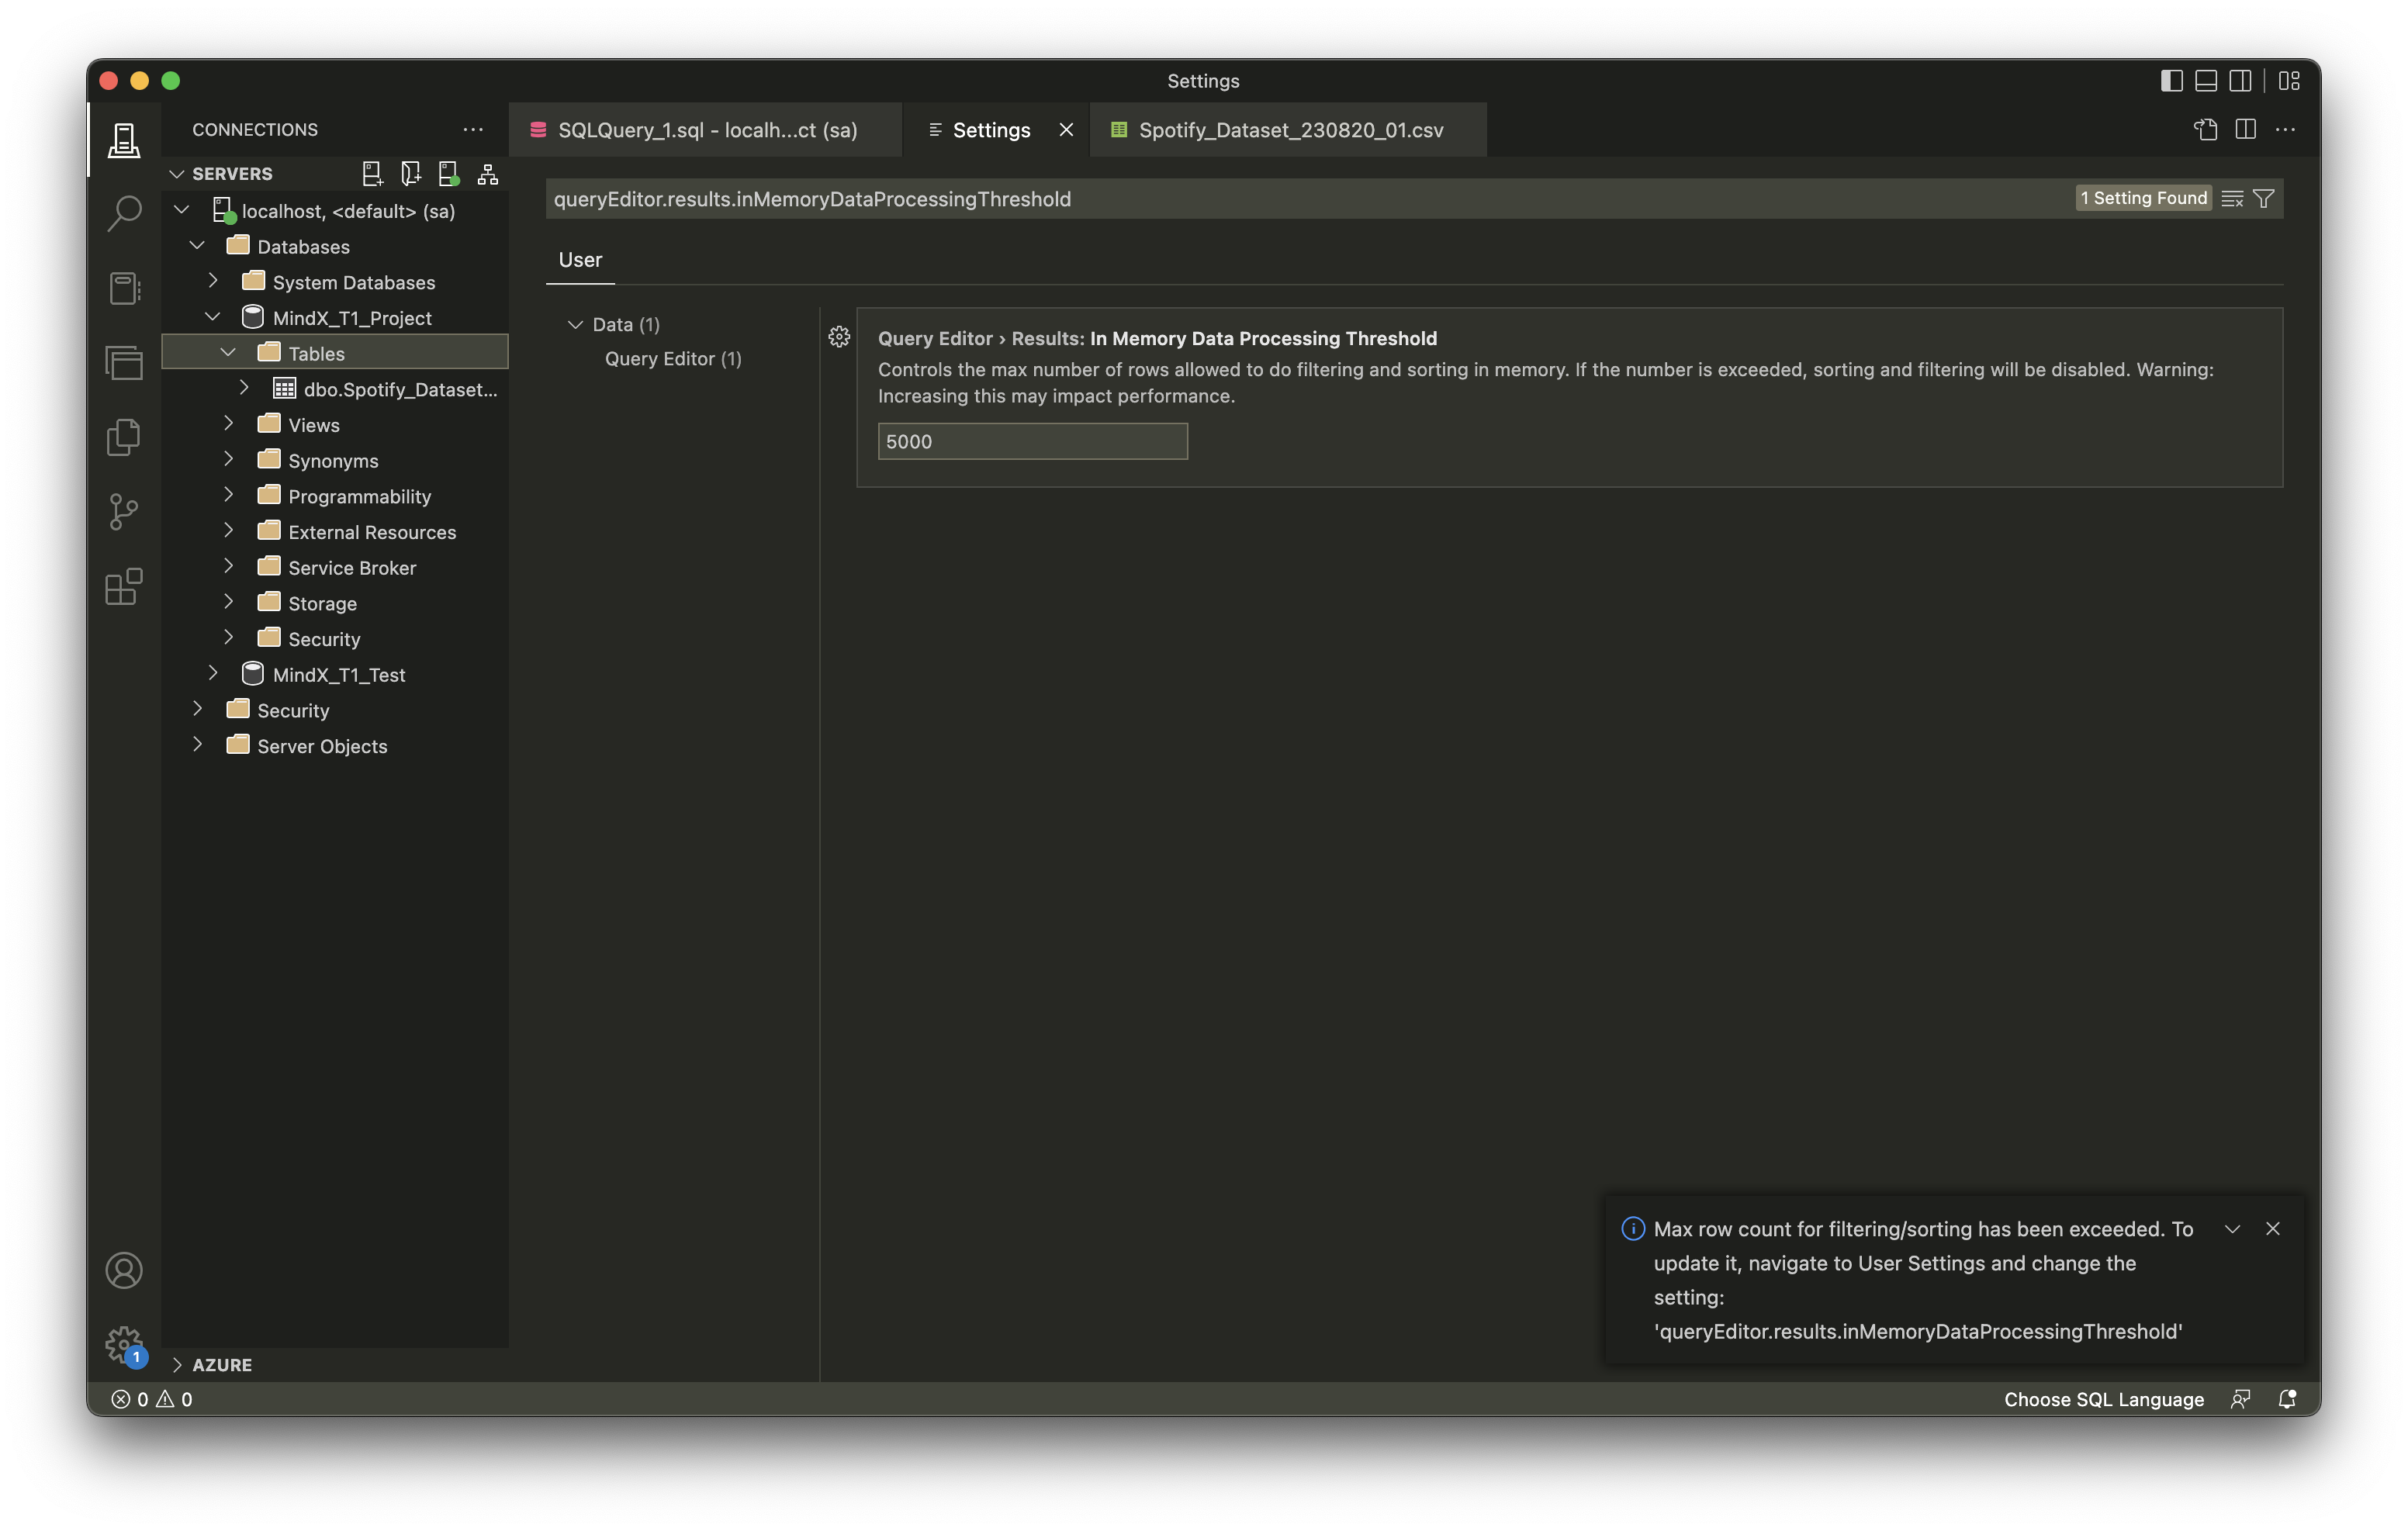 Settings
CONNECTIONS
SQLQuery_1.sql - localh...ct (sa)
Settings
Spotify_Dataset_230820_01.csv
SERVERS
localhost, <default> (sa)
Databases
System Databases
MindX_T1_Project
Tables
dbo.Spotify_Dataset...
Views
Synonyms
Programmability
External Resources
Service Broker
Storage
Security
MindX_T1_Test
Security
Server Objects
AZURE
queryEditor.results.inMemoryDataProcessingThreshold
1 Setting Found
User
Data (1)
Query Editor (1)
Query Editor › Results: In Memory Data Processing Threshold
Controls the max number of rows allowed to do filtering and sorting in memory. If the number is exceeded, sorting and filtering will be disabled. Warning:
Increasing this may impact performance.
5000
Max row count for filtering/sorting has been exceeded. To
update it, navigate to User Settings and change the
setting:
'queryEditor.results.inMemoryDataProcessingThreshold'
1
0 0
Choose SQL Language